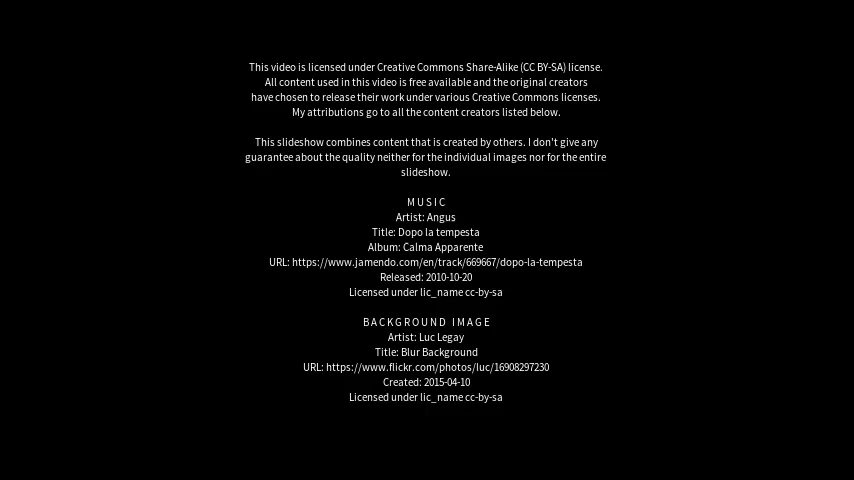 This video is licensed under Creative Commons Share-Alike (CC BY-SA) license.
All content used in this video is free available and the original creators
have chosen to release their work under various Creative Commons licenses.
My attributions go to all the content creators listed below.
This slideshow combines content that is created by others. I don't give any
guarantee about the quality neither for the individual images nor for the entire
slideshow.
MUSIC
Artist: Angus
Title: Dopo la tempesta
Album: Calma Apparente
URL: https://www.jamendo.com/en/track/669667/dopo-la-tempesta
Released: 2010-10-20
Licensed under lic_name cc-by-sa
BACKGROUND IMAGE
Artist: Luc Legay
Title: Blur Background
URL: https://www.flickr.com/photos/luc/16908297230
Created: 2015-04-10
Licensed under lic_name cc-by-sa